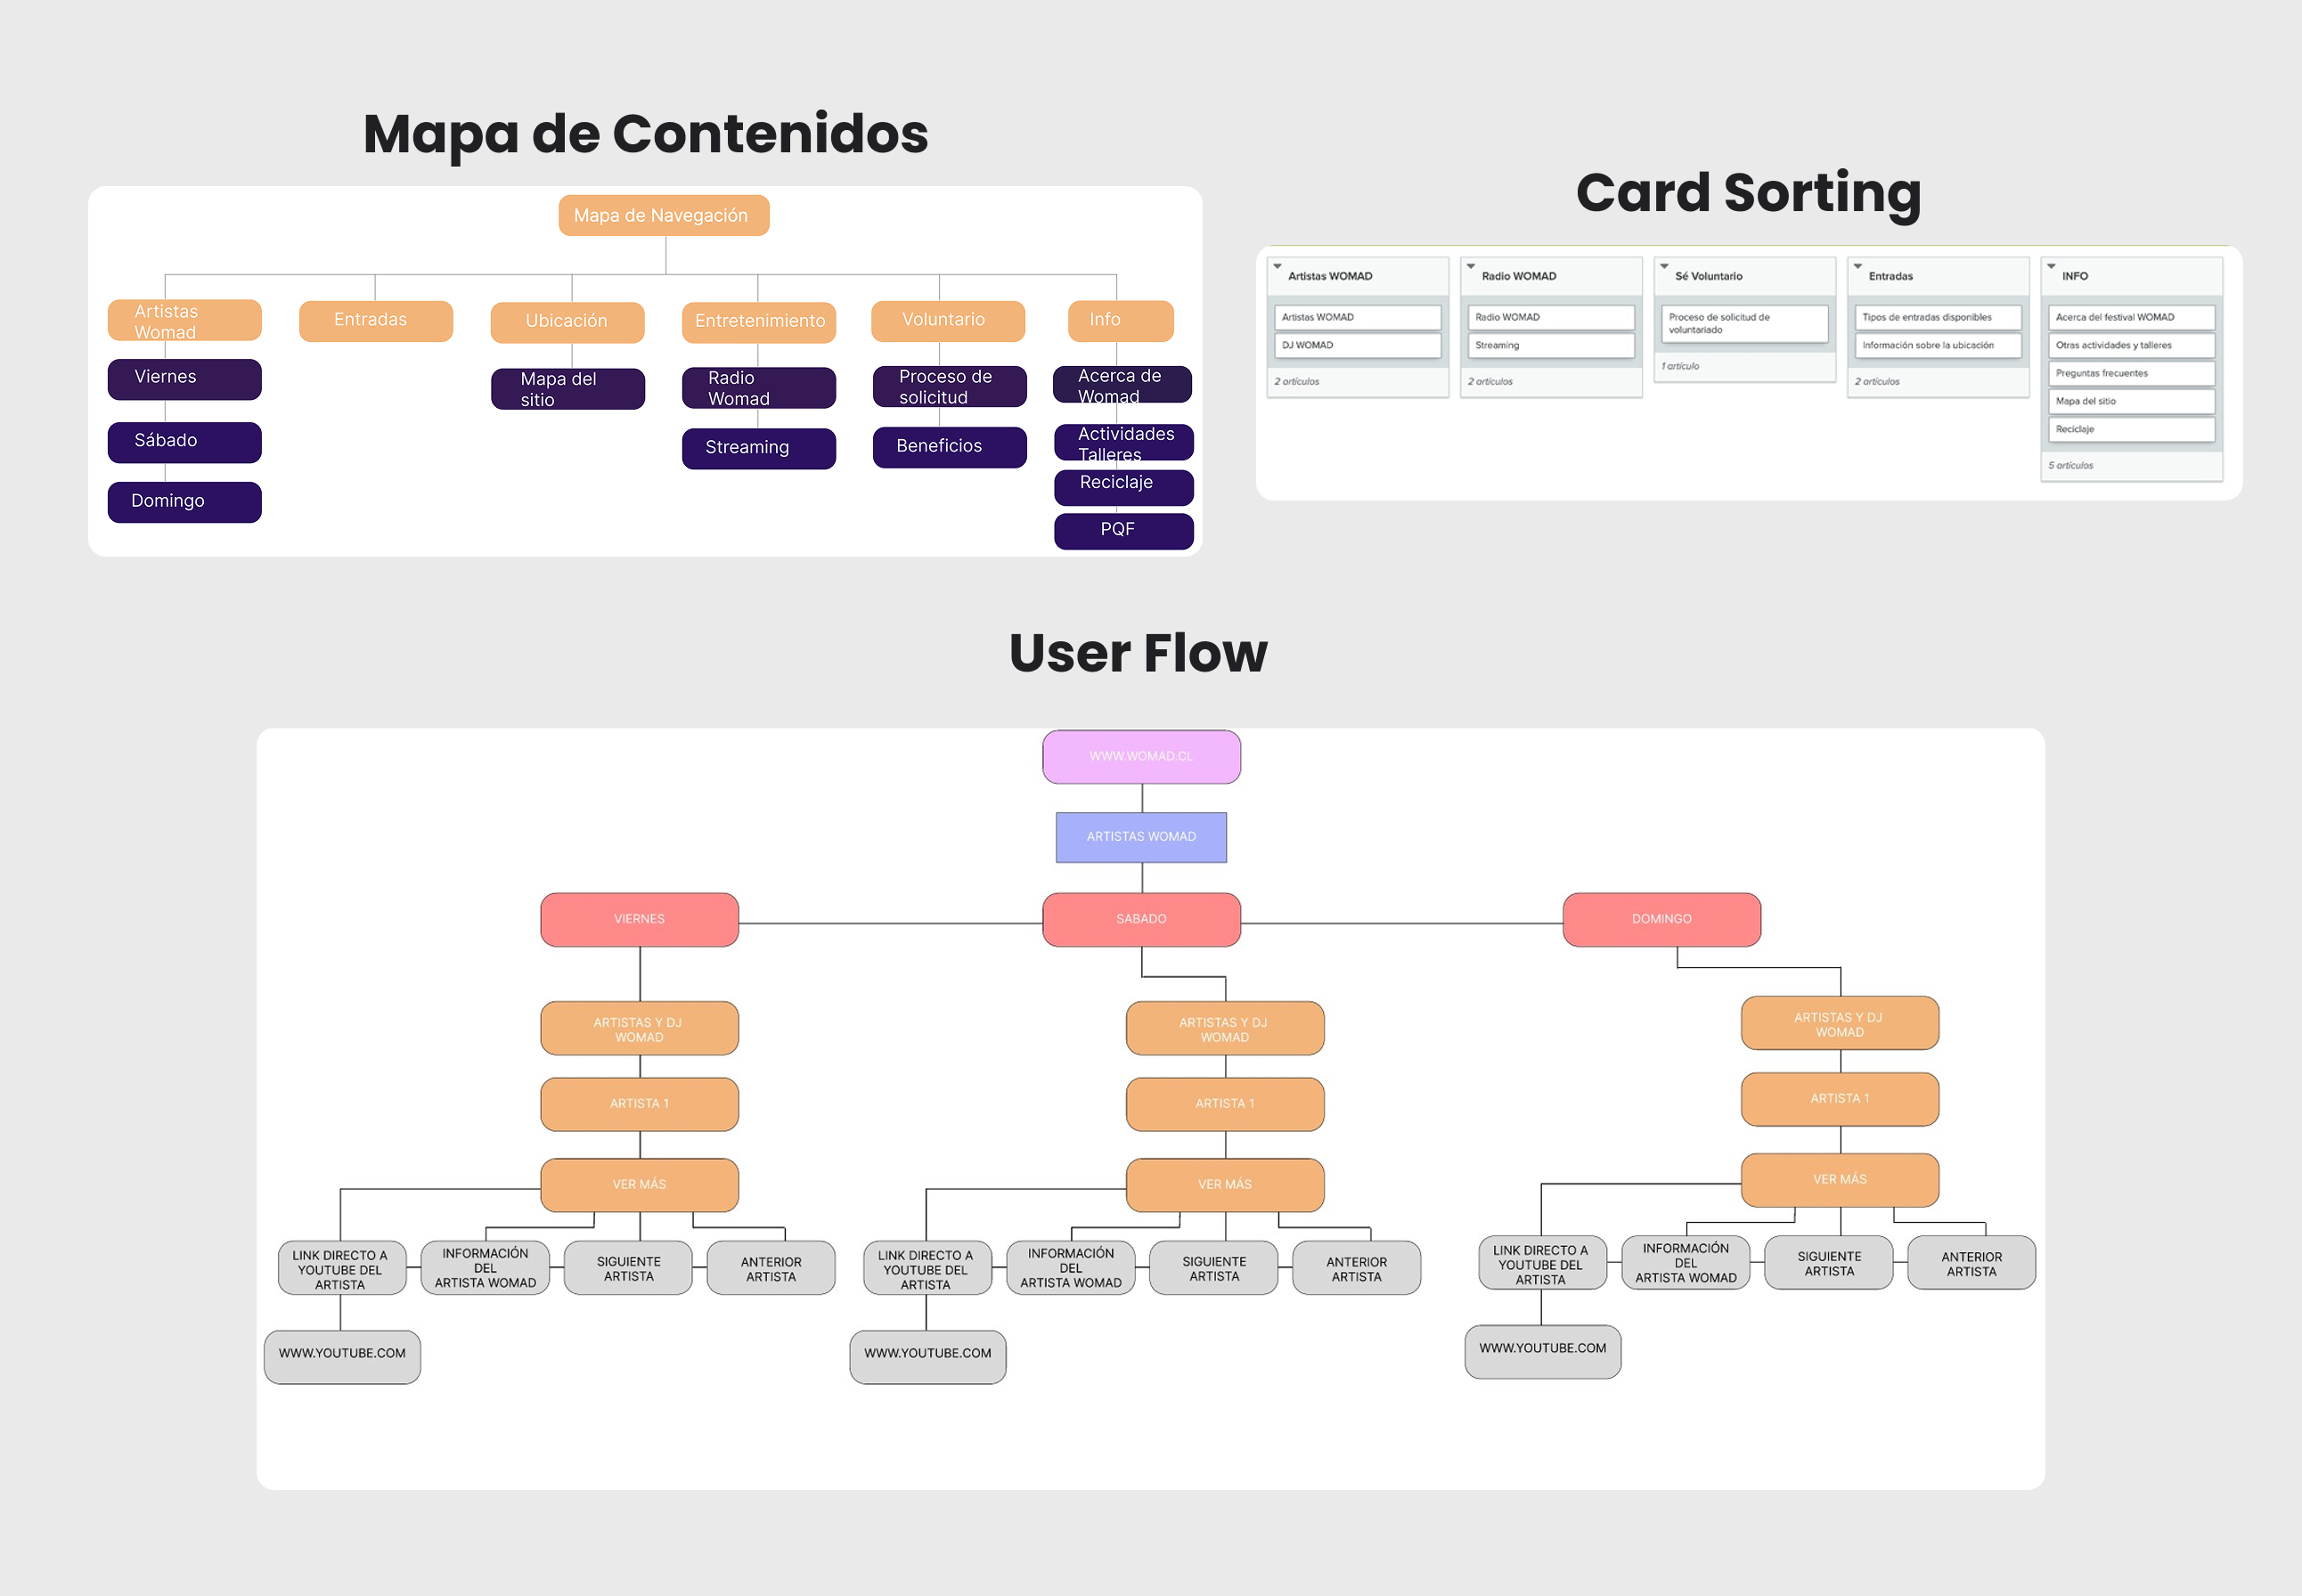 Mapa de Contenidos
Mapa de Navegación
Artistas
Womad
Viernes
Sábado
Domingo
Entradas
Ubicación
Mapa del
sitio
Entretenimiento
Radio
Womad
Streaming
Voluntario
Proceso de
solicitud
Beneficios
Info
Acerca de
Womad
Actividades
Talleres
Reciclaje
PQF
Card Sorting
Artistas WOMAD
Artistas WOMAD
DJ WOMAD
2 artículos
Radio WOMAD
Radio WOMAD
Streaming
2 artículos
Sé Voluntario
Proceso de solicitud de
voluntariado
1 artículo
Entradas
Tipos de entradas disponibles
Información sobre la ubicación
2 artículos
INFO
Acerca del festival WOMAD
Otras actividades y talleres
Preguntas frecuentes
Mapa del sitio
Reciclaje
5 artículos
User Flow
WWW.WOMAD.CL
ARTISTAS WOMAD
VIERNES
SABADO
DOMINGO
ARTISTAS Y DJ
WOMAD
ARTISTA 1
VER MÁS
LINK DIRECTO A
YOUTUBE DEL
ARTISTA
INFORMACIÓN
DEL
ARTISTA WOMAD
SIGUIENTE
ARTISTA
ANTERIOR
ARTISTA
WWW.YOUTUBE.COM
ARTISTAS Y DJ
WOMAD
ARTISTA 1
VER MÁS
LINK DIRECTO A
YOUTUBE DEL
ARTISTA
INFORMACIÓN
DEL
ARTISTA WOMAD
SIGUIENTE
ARTISTA
ANTERIOR
ARTISTA
WWW.YOUTUBE.COM
ARTISTAS Y DJ
WOMAD
ARTISTA 1
VER MÁS
LINK DIRECTO A
YOUTUBE DEL
ARTISTA
INFORMACIÓN
DEL
ARTISTA WOMAD
SIGUIENTE
ARTISTA
ANTERIOR
ARTISTA
WWW.YOUTUBE.COM